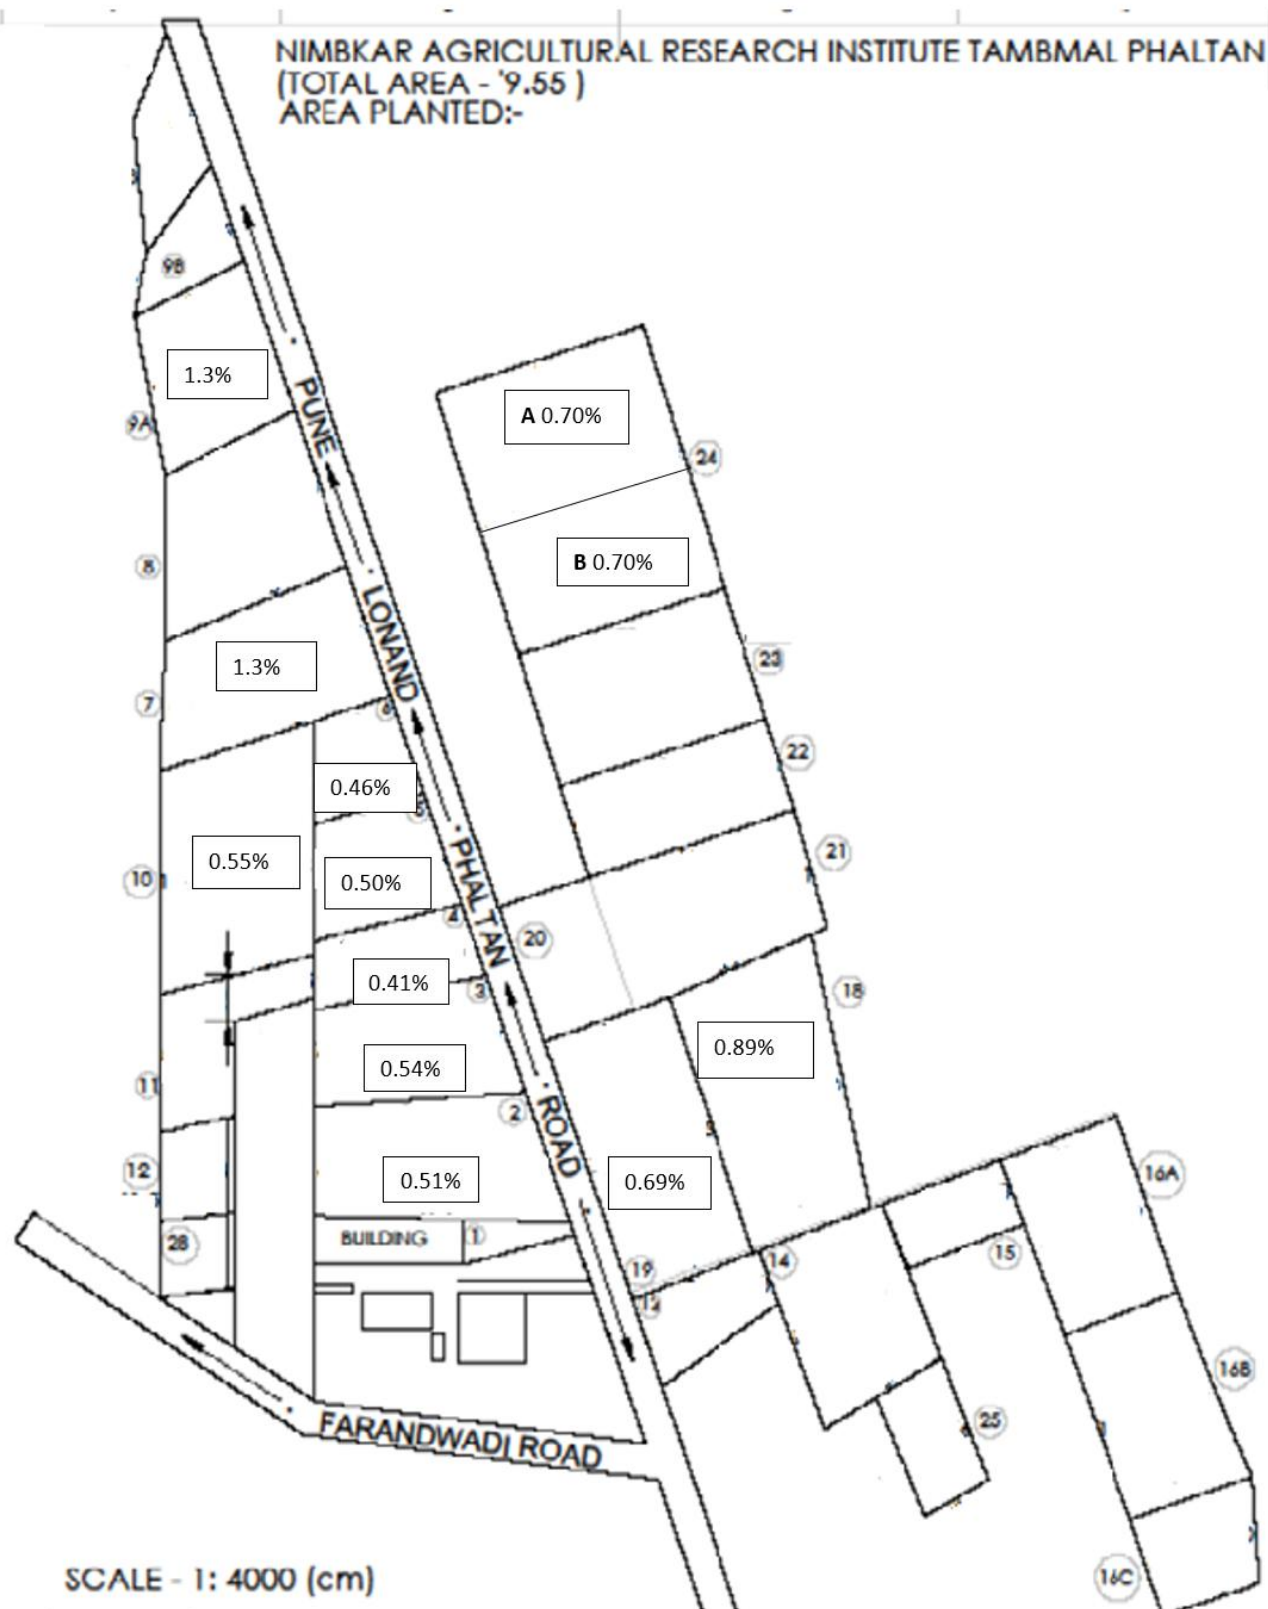 NIMBKAR AGRICULTURAL RESEARCH INSTITUTE TAMBMAL PHALTAN
(TOTAL AREA - '9.55 )
AREA PLANTED:-
9B
1.3%
9A
PUNE
A 0.70%
24
B 0.70%
8
LONAND
1.3%
23
7
6
22
0.46%
5
PHALTAN
21
0.55%
10
0.50%
4
20
0.41%
3
18
0.89%
0.54%
11
2
ROAD
12
0.51%
0.69%
16A
2B
BUILDING
1
19
14
15
13
16B
25
FARANDWADI ROAD
SCALE - 1: 4000 (cm)
16C